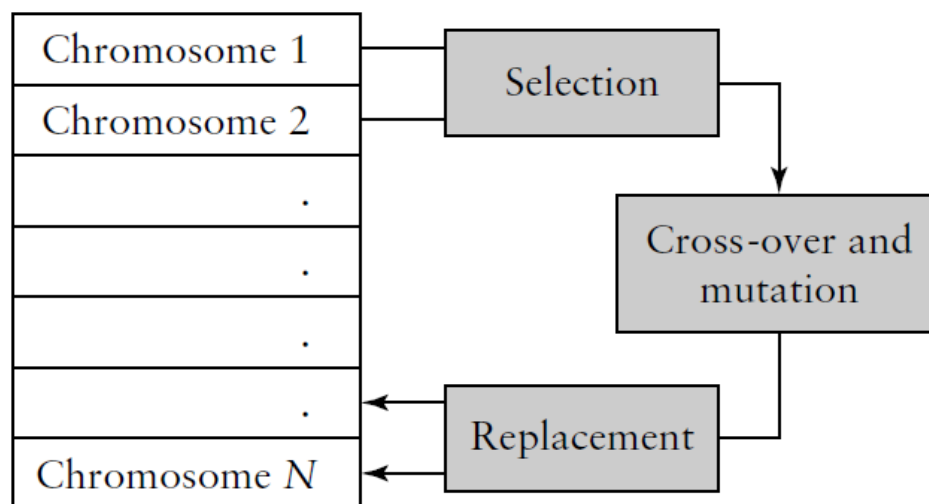 Chromosome 1
Chromosome 2
.
.
.
.
Chromosome N
Selection
Cross-over and
mutation
Replacement